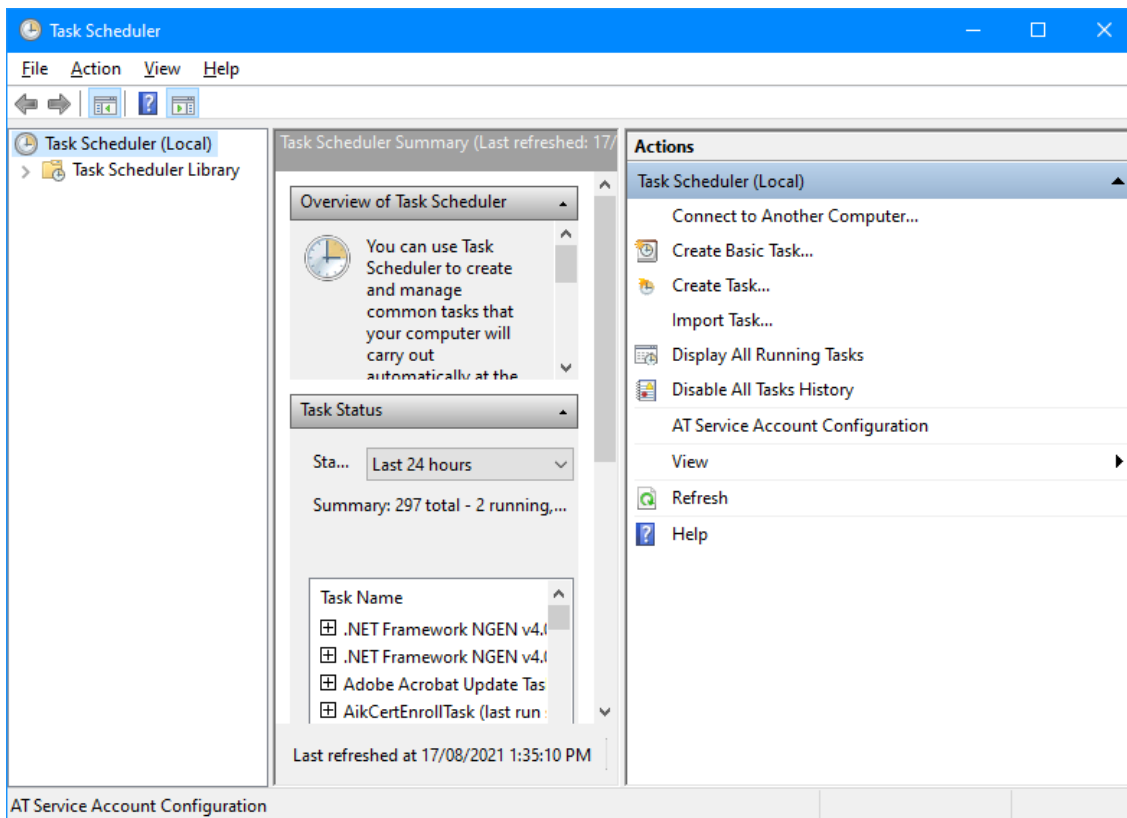 Task Scheduler
File Action View Help
Task Scheduler (Local)
Task Scheduler Library
Task Scheduler Summary (Last refreshed: 17/
Overview of Task Scheduler
You can use Task
Scheduler to create
and manage
common tasks that
your computer will
carry out
automatically at the
Task Status
Sta... Last 24 hours
Summary: 297 total - 2 running,...
Task Name
.NET Framework NGEN v4.0
.NET Framework NGEN v4.0
Adobe Acrobat Update Tas
AikCertEnrollTask (last run
Last refreshed at 17/08/2021 1:35:10 PM
Actions
Task Scheduler (Local)
Connect to Another Computer...
Create Basic Task...
Create Task...
Import Task...
Display All Running Tasks
Disable All Tasks History
AT Service Account Configuration
View
Refresh
Help
AT Service Account Configuration